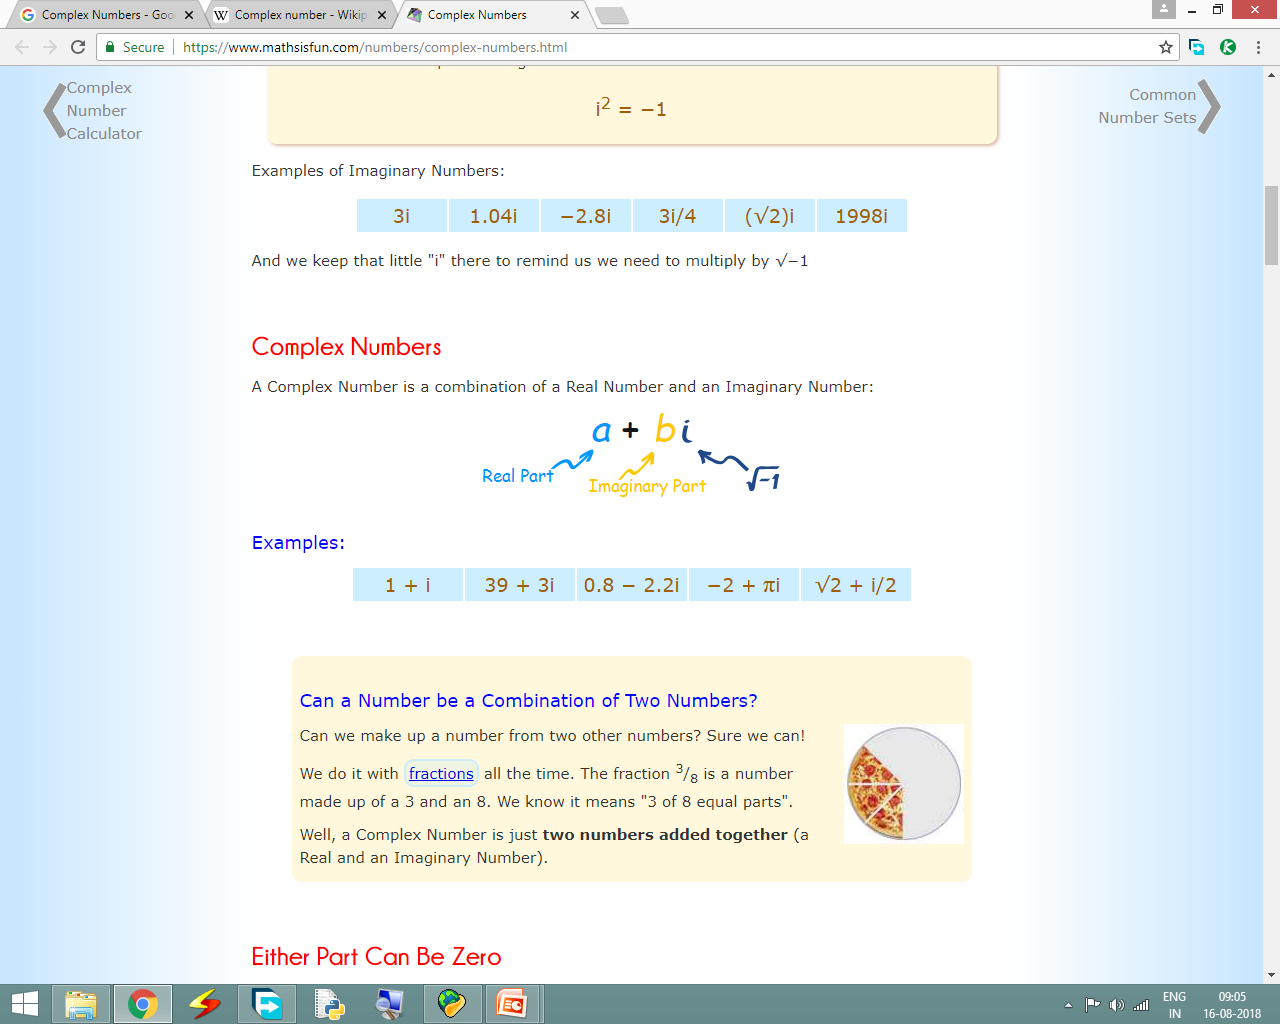 Complex Numbers - Goo
Complex number - Wikip
Complex Numbers
Secure
https://www.mathsisfun.com/numbers/complex-numbers.html
Complex
Number
Calculator
Common
Number Sets
i² = −1
Examples of Imaginary Numbers:
3i 1.04i −2.8i 3i/4 (√2)i 1998i
And we keep that little "i" there to remind us we need to multiply by √−1
Complex Numbers
A Complex Number is a combination of a Real Number and an Imaginary Number:
a + bi
Real Part
Imaginary Part
√-1
Examples:
1 + i 39 + 3i 0.8 − 2.2i −2 + πi √2 + i/2
Can a Number be a Combination of Two Numbers?
Can we make up a number from two other numbers? Sure we can!
We do it with fractions all the time. The fraction 3/8 is a number
made up of a 3 and an 8. We know it means "3 of 8 equal parts".
Well, a Complex Number is just two numbers added together (a
Real and an Imaginary Number).
Either Part Can Be Zero
ENG
IN
09:05
16-08-2018